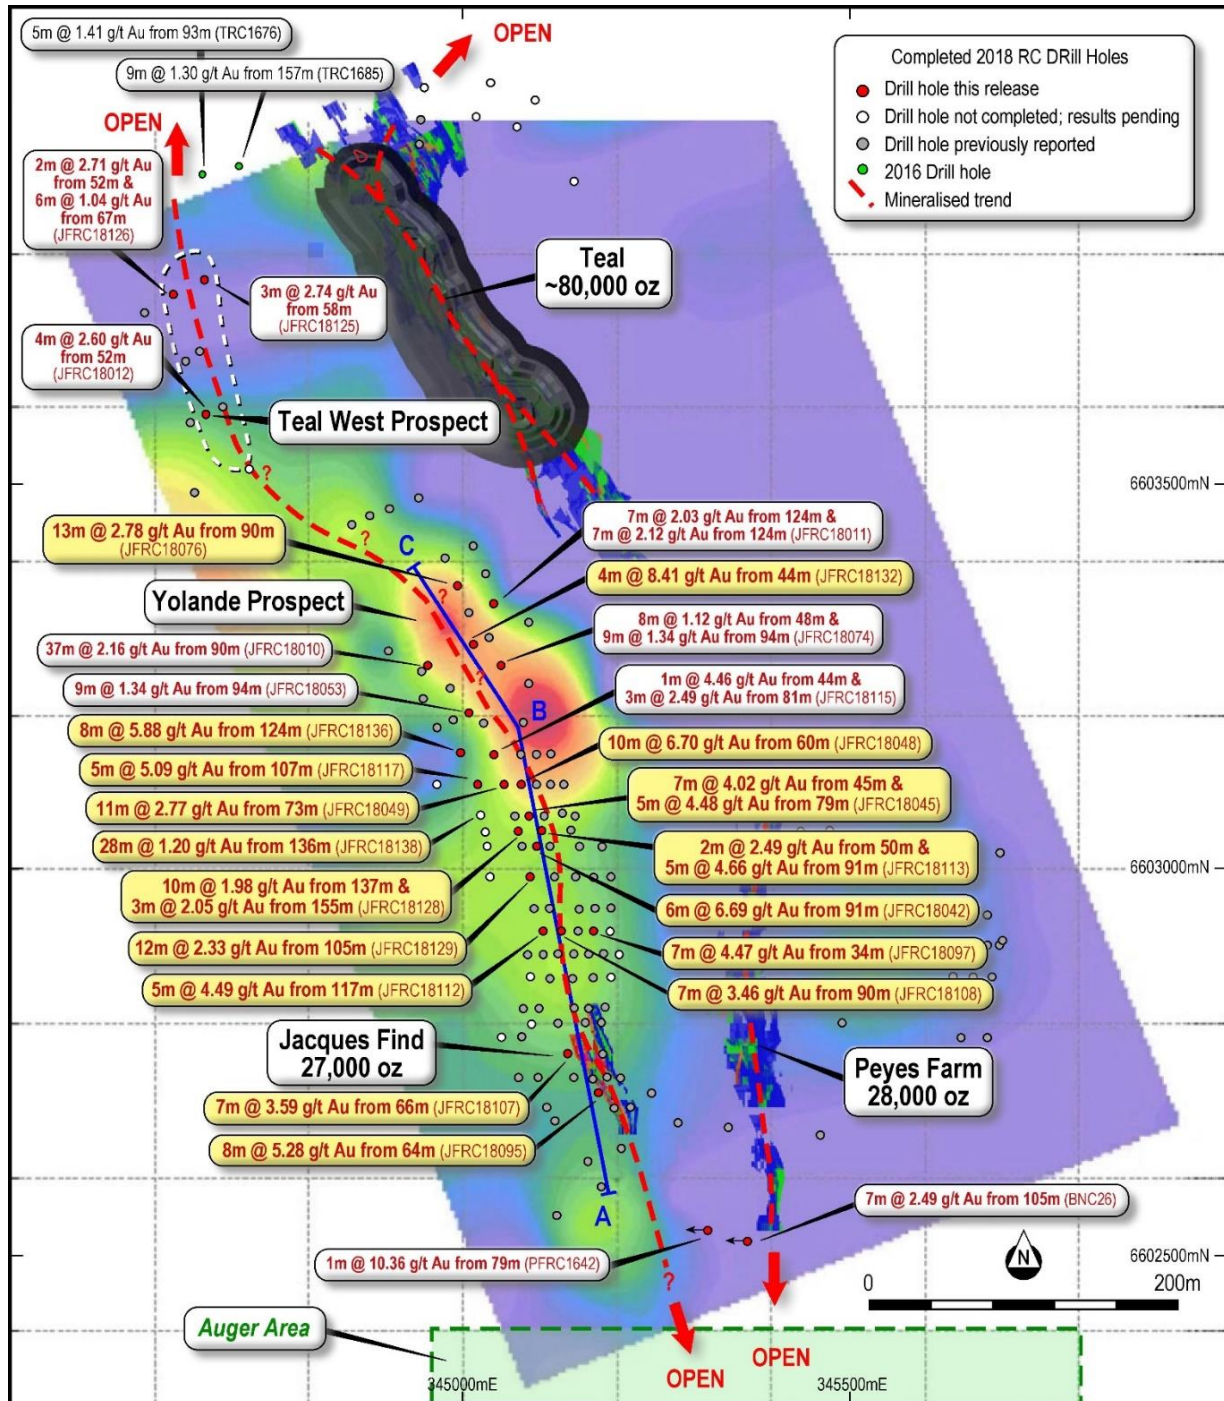 5m @ 1.41 g/t Au from 93m (TRC1676)
9m @ 1.30 g/t Au from 157m (TRC1685)
OPEN
OPEN
Completed 2018 RC DRill Holes
Drill hole this release
Drill hole not completed; results pending
Drill hole previously reported
2016 Drill hole
Mineralised trend
2m @ 2.71 g/t Au
from 52m &
6m @ 1.04 g/t Au
from 67m
(JFRC18126)
3m @ 2.74 g/t Au
from 58m
(JFRC18125)
4m @ 2.60 g/t Au
from 52m
(JFRC18012)
Teal
~80,000 oz
Teal West Prospect
?
6603500mN
13m @ 2.78 g/t Au from 90m
(JFRC18076)
?
C
?
7m @ 2.03 g/t Au from 124m &
7m @ 2.12 g/t Au from 124m (JFRC18011)
4m @ 8.41 g/t Au from 44m (JFRC18132)
Yolande Prospect
8m @ 1.12 g/t Au from 48m &
9m @ 1.34 g/t Au from 94m (JFRC18074)
37m @ 2.16 g/t Au from 90m (JFRC18010)
?
9m @ 1.34 g/t Au from 94m (JFRC18053)
1m @ 4.46 g/t Au from 44m &
3m @ 2.49 g/t Au from 81m (JFRC18115)
B
8m @ 5.88 g/t Au from 124m (JFRC18136)
10m @ 6.70 g/t Au from 60m (JFRC18048)
5m @ 5.09 g/t Au from 107m (JFRC18117)
7m @ 4.02 g/t Au from 45m &
5m @ 4.48 g/t Au from 79m (JFRC18045)
11m @ 2.77 g/t Au from 73m (JFRC18049)
28m @ 1.20 g/t Au from 136m (JFRC18138)
2m @ 2.49 g/t Au from 50m &
5m @ 4.66 g/t Au from 91m (JFRC18113)
6603000mN
10m @ 1.98 g/t Au from 137m &
3m @ 2.05 g/t Au from 155m (JFRC18128)
6m @ 6.69 g/t Au from 91m (JFRC18042)
12m @ 2.33 g/t Au from 105m (JFRC18129)
7m @ 4.47 g/t Au from 34m (JFRC18097)
5m @ 4.49 g/t Au from 117m (JFRC18112)
7m @ 3.46 g/t Au from 90m (JFRC18108)
Jacques Find
27,000 oz
Peyes Farm
28,000 oz
7m @ 3.59 g/t Au from 66m (JFRC18107)
8m @ 5.28 g/t Au from 64m (JFRC18095)
A
7m @ 2.49 g/t Au from 105m (BNC26)
1m @ 10.36 g/t Au from 79m (PFRC1642)
?
N
6602500mN
0 200m
Auger Area
OPEN
OPEN
345000mE
345500mE